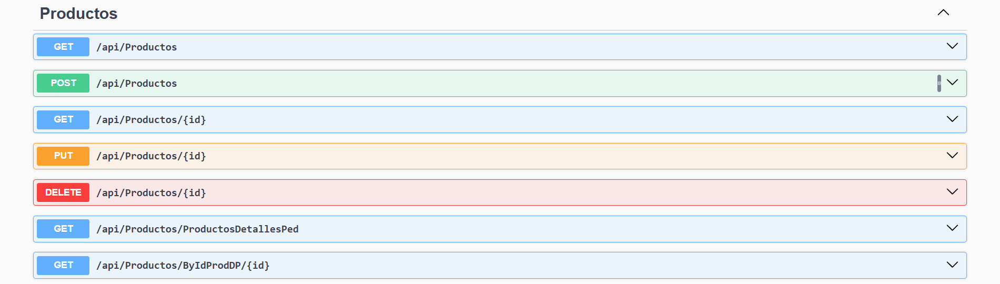 Productos
GET /api/Productos
POST /api/Productos
GET /api/Productos/{id}
PUT /api/Productos/{id}
DELETE /api/Productos/{id}
GET /api/Productos/ProductosDetallesPed
GET /api/Productos/ByIdProdDP/{id}